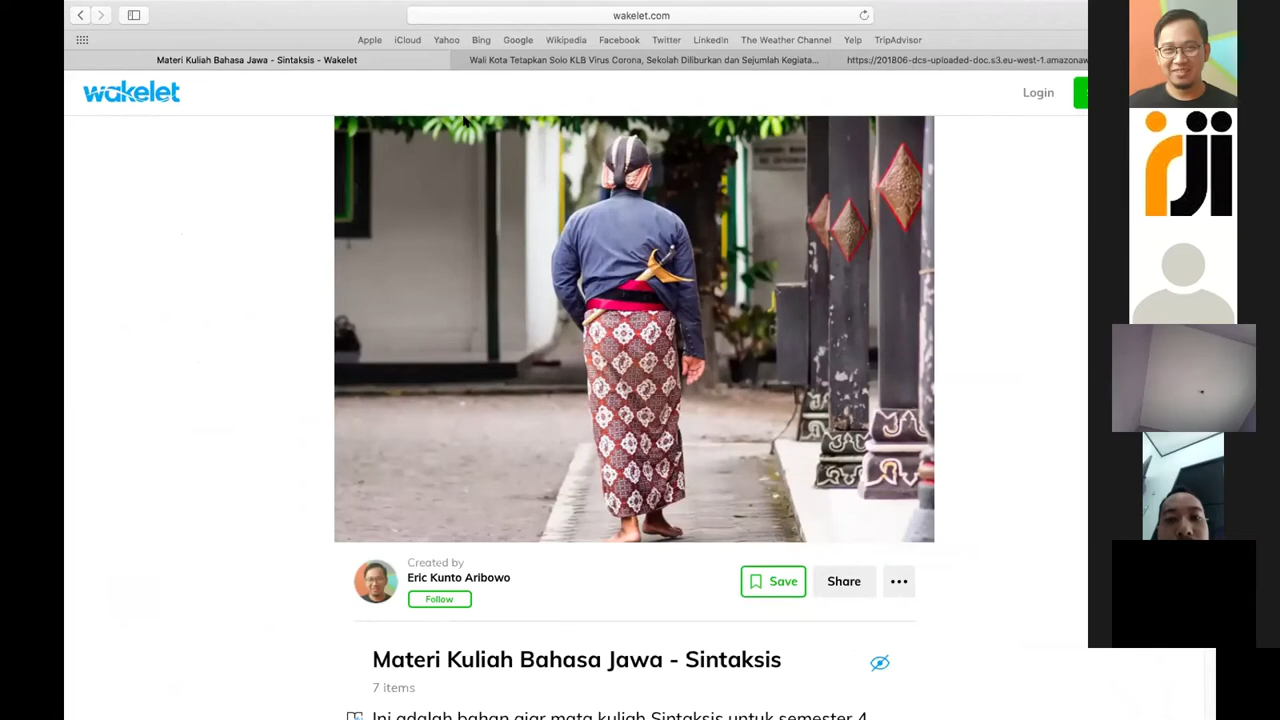 wakelet.com
Apple iCloud Yahoo Bing Google Wikipedia Facebook Twitter LinkedIn The Weather Channel Yelp TripAdvisor
Materi Kuliah Bahasa Jawa - Sintaksis - Wakelet
Wali Kota Tetapkan Solo KLB Virus Corona, Sekolah Diliburkan dan Sejumlah Kegiata...
https://201806-dcs-uploaded-doc.s3.eu-west-1.amazonaw
wakelet
Login
rji
Created by
Eric Kunto Aribowo
Follow
Save
Share
Materi Kuliah Bahasa Jawa - Sintaksis
7 items
Ini adalah bahan ajar mata kuliah Sintaksis untuk semester 4